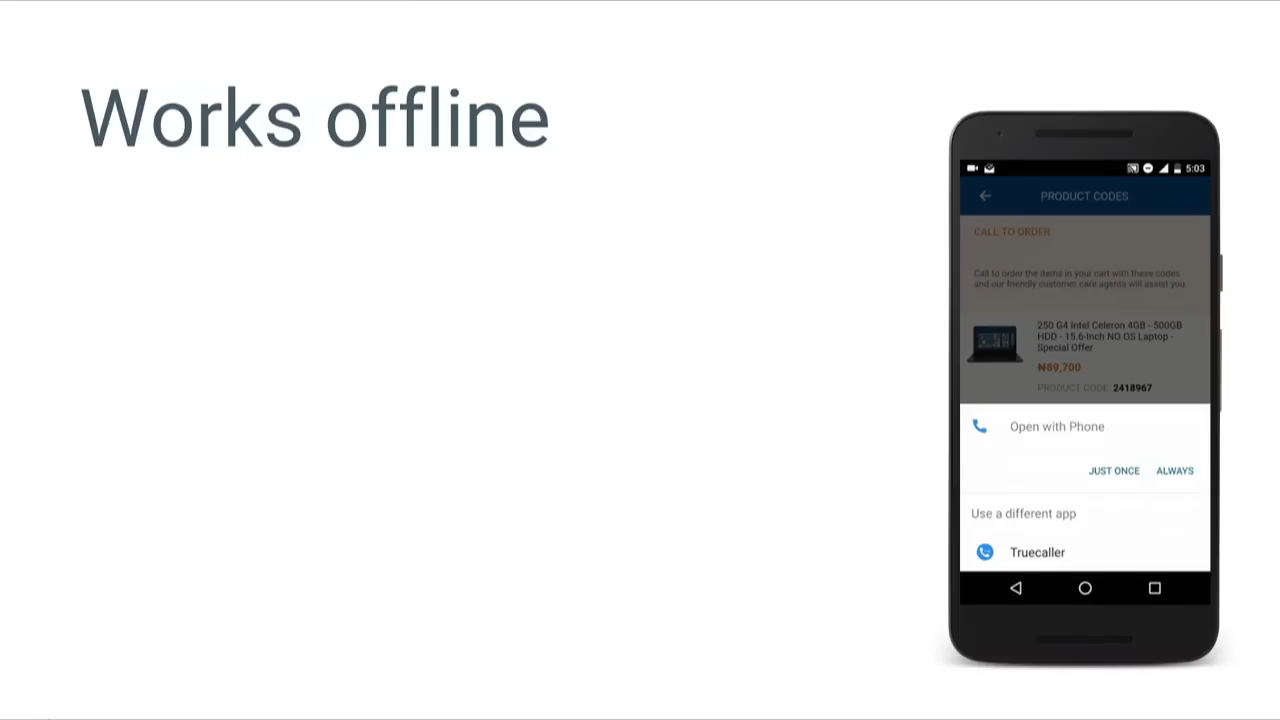 Works offline
5:03
PRODUCT CODES
CALL TO ORDER
Call to order the items in your cart with these codes
and our friendly customer care agents will assist you.
250 G4 Intel Celeron 4GB - 500GB
HDD - 15.6-Inch NO OS Laptop -
Special Offer
₦89,700
PRODUCT CODE 2418967
Open with Phone
JUST ONCE ALWAYS
Use a different app
Truecaller